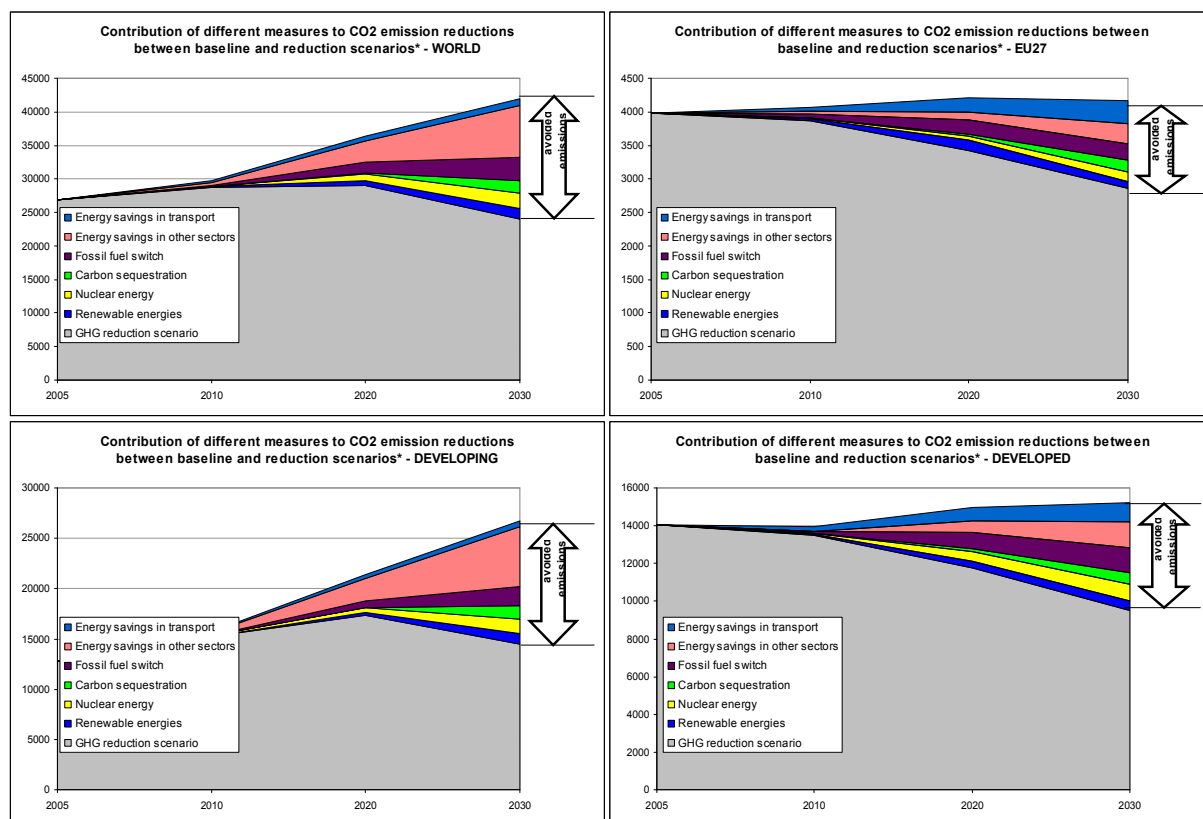 Contribution of different measures to CO2 emission reductions
between baseline and reduction scenarios* - WORLD
45000
40000
35000
30000
25000
20000
15000
10000
5000
0
avoided
emissions
Energy savings in transport
Energy savings in other sectors
Fossil fuel switch
Carbon sequestration
Nuclear energy
Renewable energies
GHG reduction scenario
2005
2010
2020
2030
Contribution of different measures to CO2 emission reductions between
baseline and reduction scenarios* - EU27
4500
4000
3500
3000
2500
2000
1500
1000
500
0
avoided
emissions
Energy savings in transport
Energy savings in other sectors
Fossil fuel switch
Carbon sequestration
Nuclear energy
Renewable energies
GHG reduction scenario
2005
2010
2020
2030
Contribution of different measures to CO2 emission reductions
between baseline and reduction scenarios* - DEVELOPING
30000
25000
20000
15000
10000
5000
0
avoided
emissions
Energy savings in transport
Energy savings in other sectors
Fossil fuel switch
Carbon sequestration
Nuclear energy
Renewable energies
GHG reduction scenario
2005
2010
2020
2030
Contribution of different measures to CO2 emission reductions between
baseline and reduction scenarios* - DEVELOPED
16000
14000
12000
10000
8000
6000
4000
2000
0
avoided
emissions
Energy savings in transport
Energy savings in other sectors
Fossil fuel switch
Carbon sequestration
Nuclear energy
Renewable energies
GHG reduction scenario
2005
2010
2020
2030